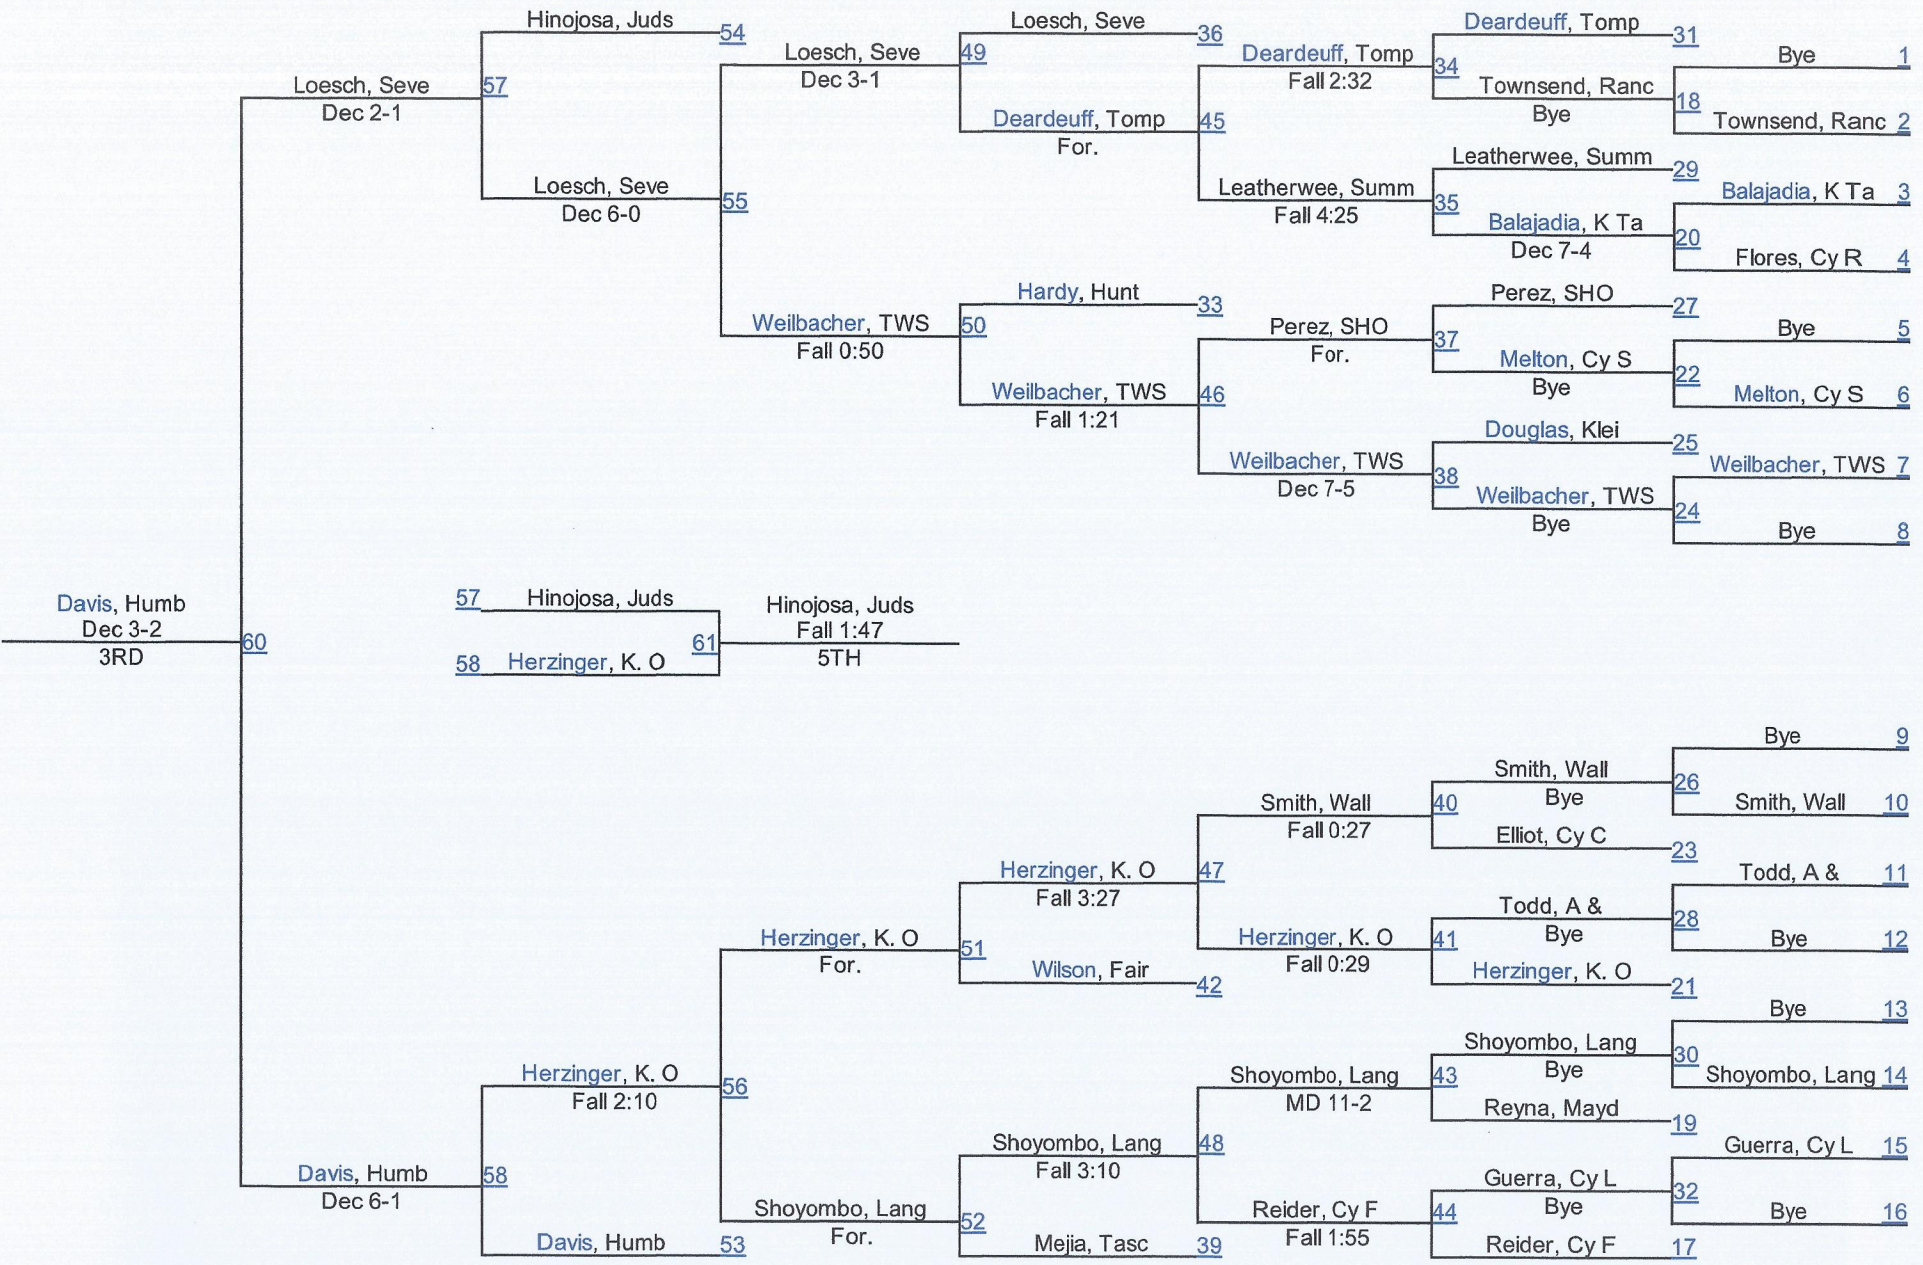 Hinojosa, Juds
54
Loesch, Seve
Dec 2-1
57
Loesch, Seve
Dec 6-0
55
Loesch, Seve
Dec 3-1
49
Loesch, Seve
36
Deardeuff, Tomp
For.
45
Deardeuff, Tomp
Fall 2:32
34
Deardeuff, Tomp
31
Townsend, Ranc
Bye
18
Bye 1
Townsend, Ranc 2
Leatherwee, Summ
Fall 4:25
35
Leatherwee, Summ
29
Balajadia, K Ta
Dec 7-4
20
Balajadia, K Ta 3
Flores, Cy R 4
Weilbacher, TWS
Fall 0:50
50
Hardy, Hunt
33
Weilbacher, TWS
Fall 1:21
46
Perez, SHO
For.
37
Perez, SHO
27
Melton, Cy S
Bye
22
Bye 5
Melton, Cy S 6
Weilbacher, TWS
Dec 7-5
38
Douglas, Klei
25
Weilbacher, TWS
Bye
24
Weilbacher, TWS 7
Bye 8
Davis, Humb
Dec 3-2
3RD
60
57 Hinojosa, Juds
58 Herzinger, K. O
61
Hinojosa, Juds
Fall 1:47
5TH
Davis, Humb
Dec 6-1
58
Herzinger, K. O
Fall 2:10
56
Davis, Humb
53
Herzinger, K. O
For.
51
Herzinger, K. O
Fall 3:27
47
Wilson, Fair
42
Smith, Wall
Fall 0:27
40
Smith, Wall
Bye
26
Bye 9
Smith, Wall 10
Elliot, Cy C
23
Herzinger, K. O
Fall 0:29
41
Todd, A &
Bye
28
Todd, A & 11
Bye 12
Herzinger, K. O
21
Shoyombo, Lang
For.
52
Shoyombo, Lang
Fall 3:10
48
Mejia, Tasc
39
Shoyombo, Lang
MD 11-2
43
Shoyombo, Lang
Bye
30
Bye 13
Shoyombo, Lang 14
Reyna, Mayd
19
Reider, Cy F
Fall 1:55
44
Guerra, Cy L
Bye
32
Guerra, Cy L 15
Bye 16
Reider, Cy F
17